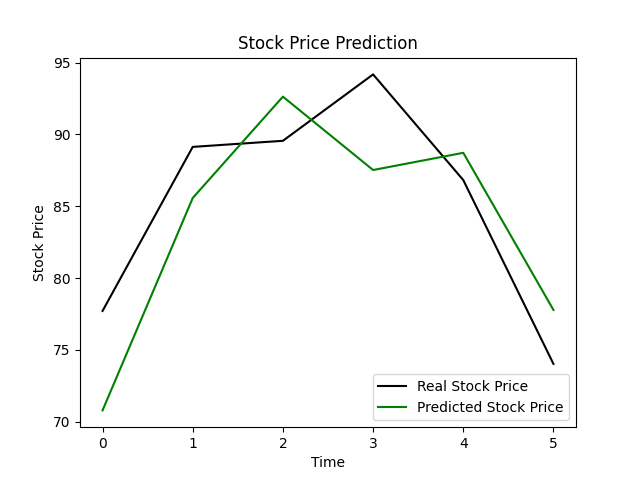 Stock Price Prediction
95
90
85
80
75
70
Stock Price
0 1 2 3 4 5
Time
Real Stock Price
Predicted Stock Price